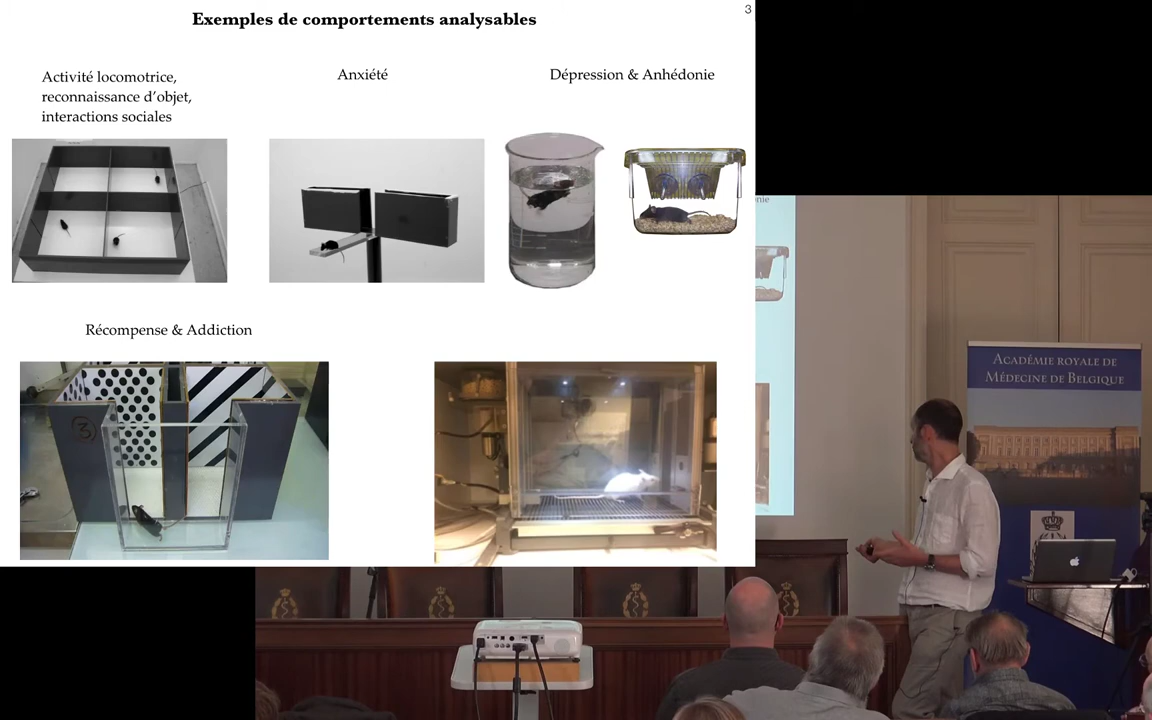 Exemples de comportements analysables
3
Activité locomotrice,
reconnaissance d'objet,
interactions sociales
Anxiété
Dépression & Anhédonie
Récompense & Addiction
3
ACADÉMIE ROYALE DE
MÉDECINE DE BELGIQUE